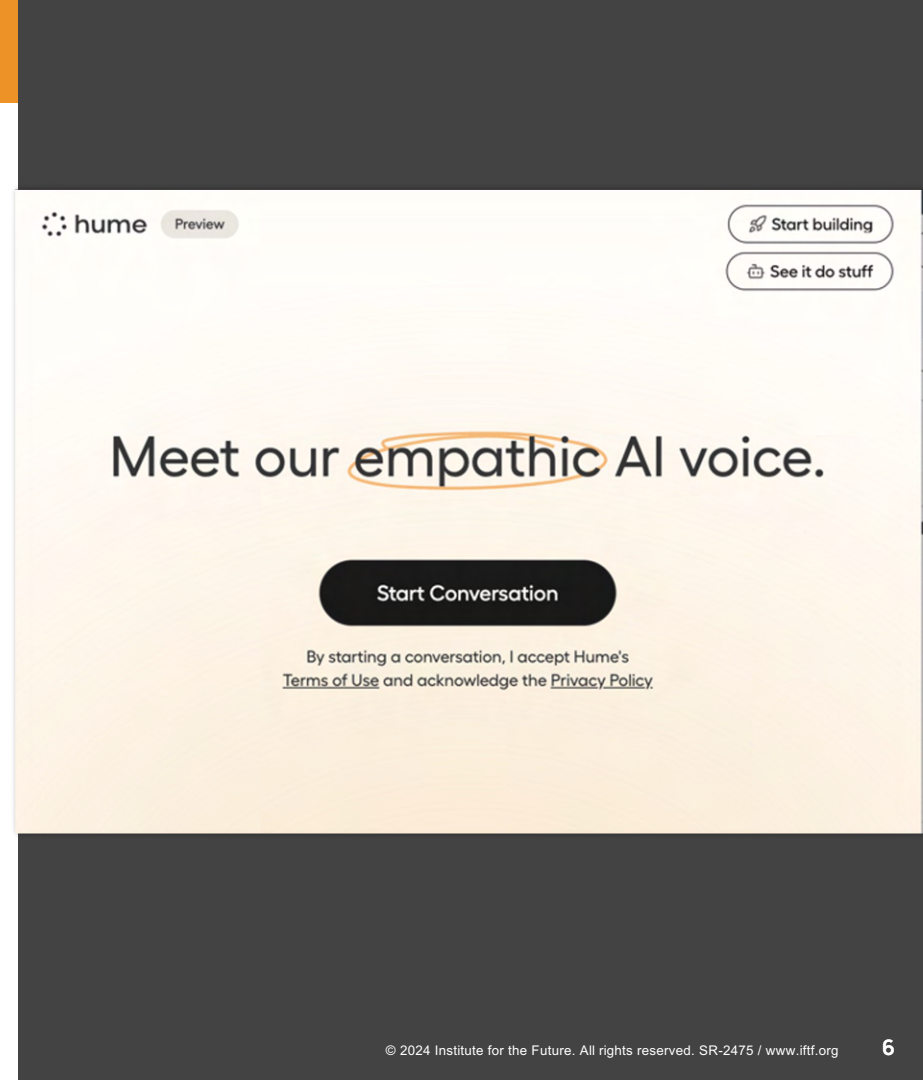 hume
Preview
Start building
See it do stuff
Meet our empathic AI voice.
Start Conversation
By starting a conversation, I accept Hume's
Terms of Use and acknowledge the Privacy Policy
© 2024 Institute for the Future. All rights reserved. SR-2475 / www.iftf.org 6